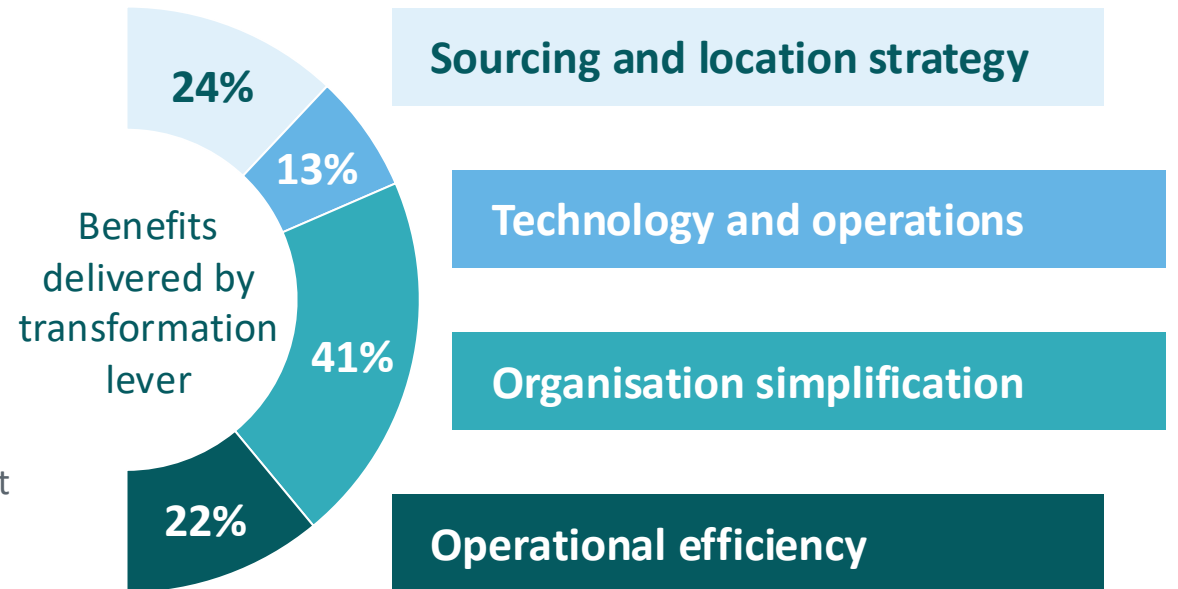 24%
Sourcing and location strategy
13%
Technology and operations
Benefits
delivered by
transformation
lever
41%
Organisation simplification
t
22%
Operational efficiency